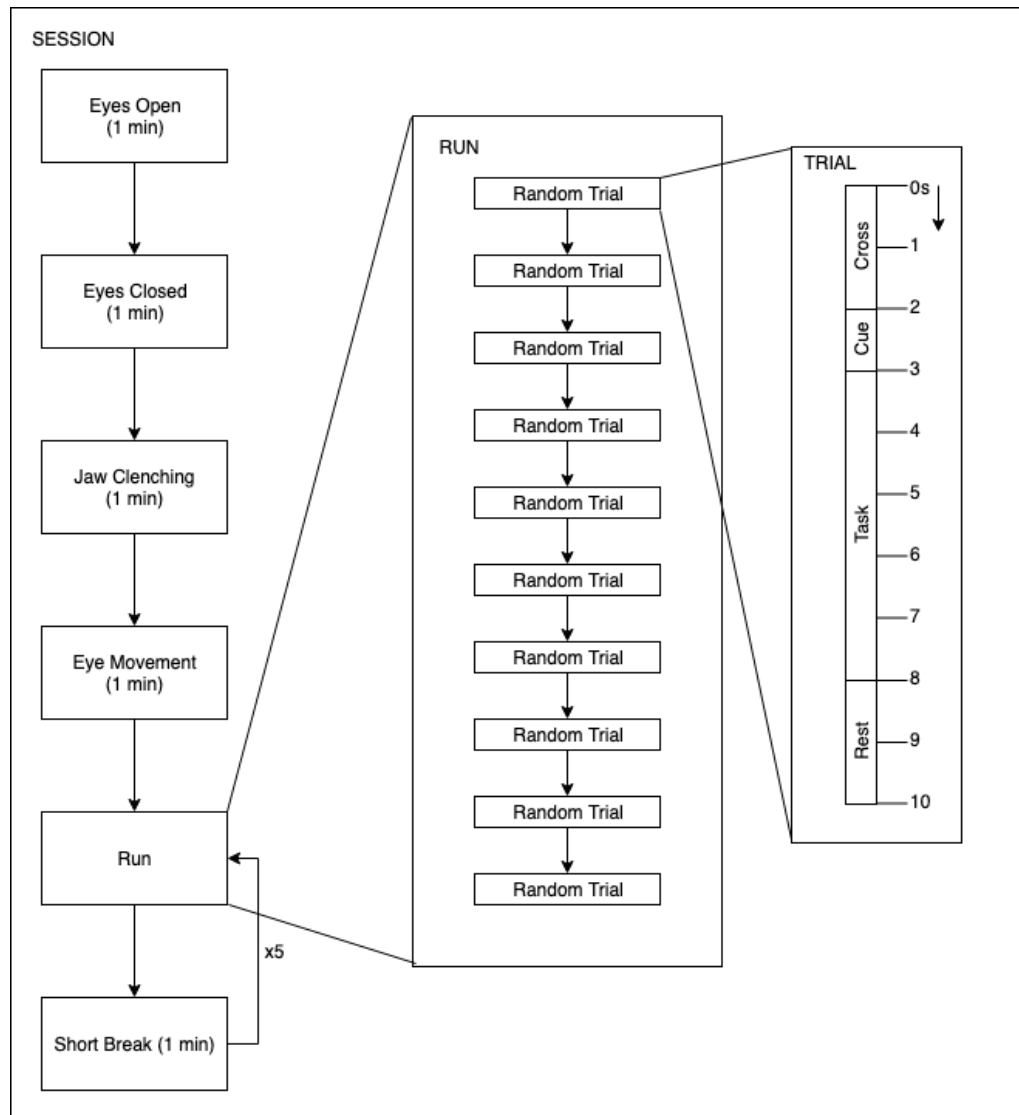 SESSION
Eyes Open
(1 min)
Eyes Closed
(1 min)
Jaw Clenching
(1 min)
Eye Movement
(1 min)
Run
x5
Short Break (1 min)
RUN
Random Trial
Random Trial
Random Trial
Random Trial
Random Trial
Random Trial
Random Trial
Random Trial
Random Trial
Random Trial
TRIAL
0s
1
2
3
4
5
6
7
8
9
10
Cross
Cue
Task
Rest